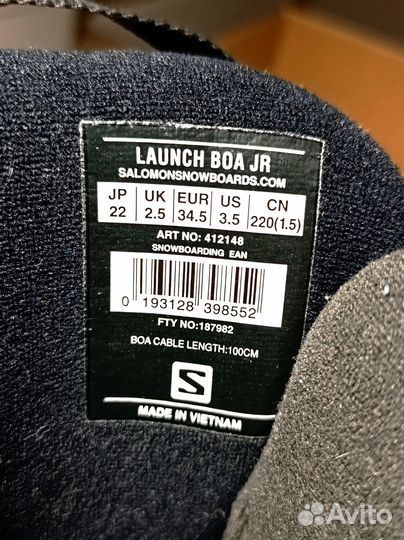 LAUNCH BOA JR
SALOMONSNOWBOARDS.COM
JP UK EUR US CN
22 2.5 34.5 3.5 220(1.5)
ART NO: 412148
SNOWBOARDING EAN
0 193128 398552
FTY NO:187982
BOA CABLE LENGTH:100CM
S
MADE IN VIETNAM
Avito